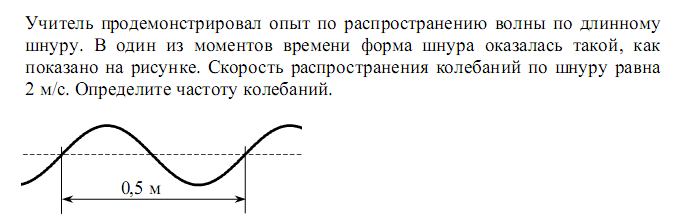 Учитель продемонстрировал опыт по распространению волны по длинному
шнуру. В один из моментов времени форма шнура оказалась такой, как
показано на рисунке. Скорость распространения колебаний по шнуру равна
2 м/с. Определите частоту колебаний.
0,5 м